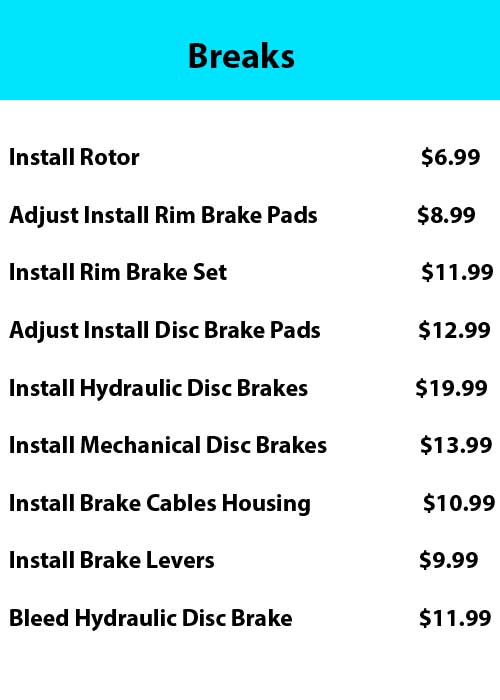 Breaks
Install Rotor $6.99
Adjust Install Rim Brake Pads $8.99
Install Rim Brake Set $11.99
Adjust Install Disc Brake Pads $12.99
Install Hydraulic Disc Brakes $19.99
Install Mechanical Disc Brakes $13.99
Install Brake Cables Housing $10.99
Install Brake Levers $9.99
Bleed Hydraulic Disc Brake $11.99